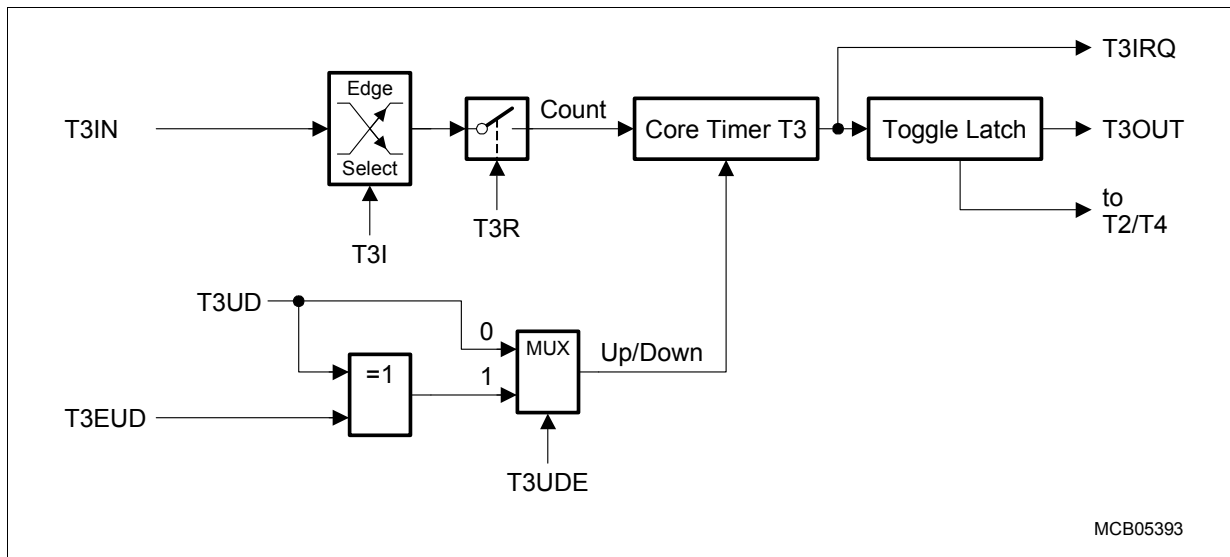 T3IRQ
Edge
Select
T3IN
Count
Core Timer T3
Toggle Latch
T3OUT
T3R
T3I
to
T2/T4
T3UD
0
MUX
Up/Down
=1
1
T3EUD
T3UDE
MCB05393